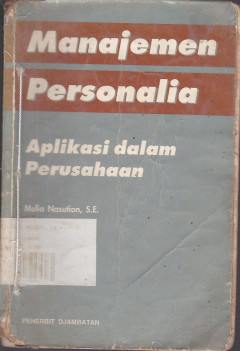 Manajemen
Personalia
Aplikasi dalam
Perusahaan
Mulia Nasution, S.E.
PENERBIT DJAMBATAN